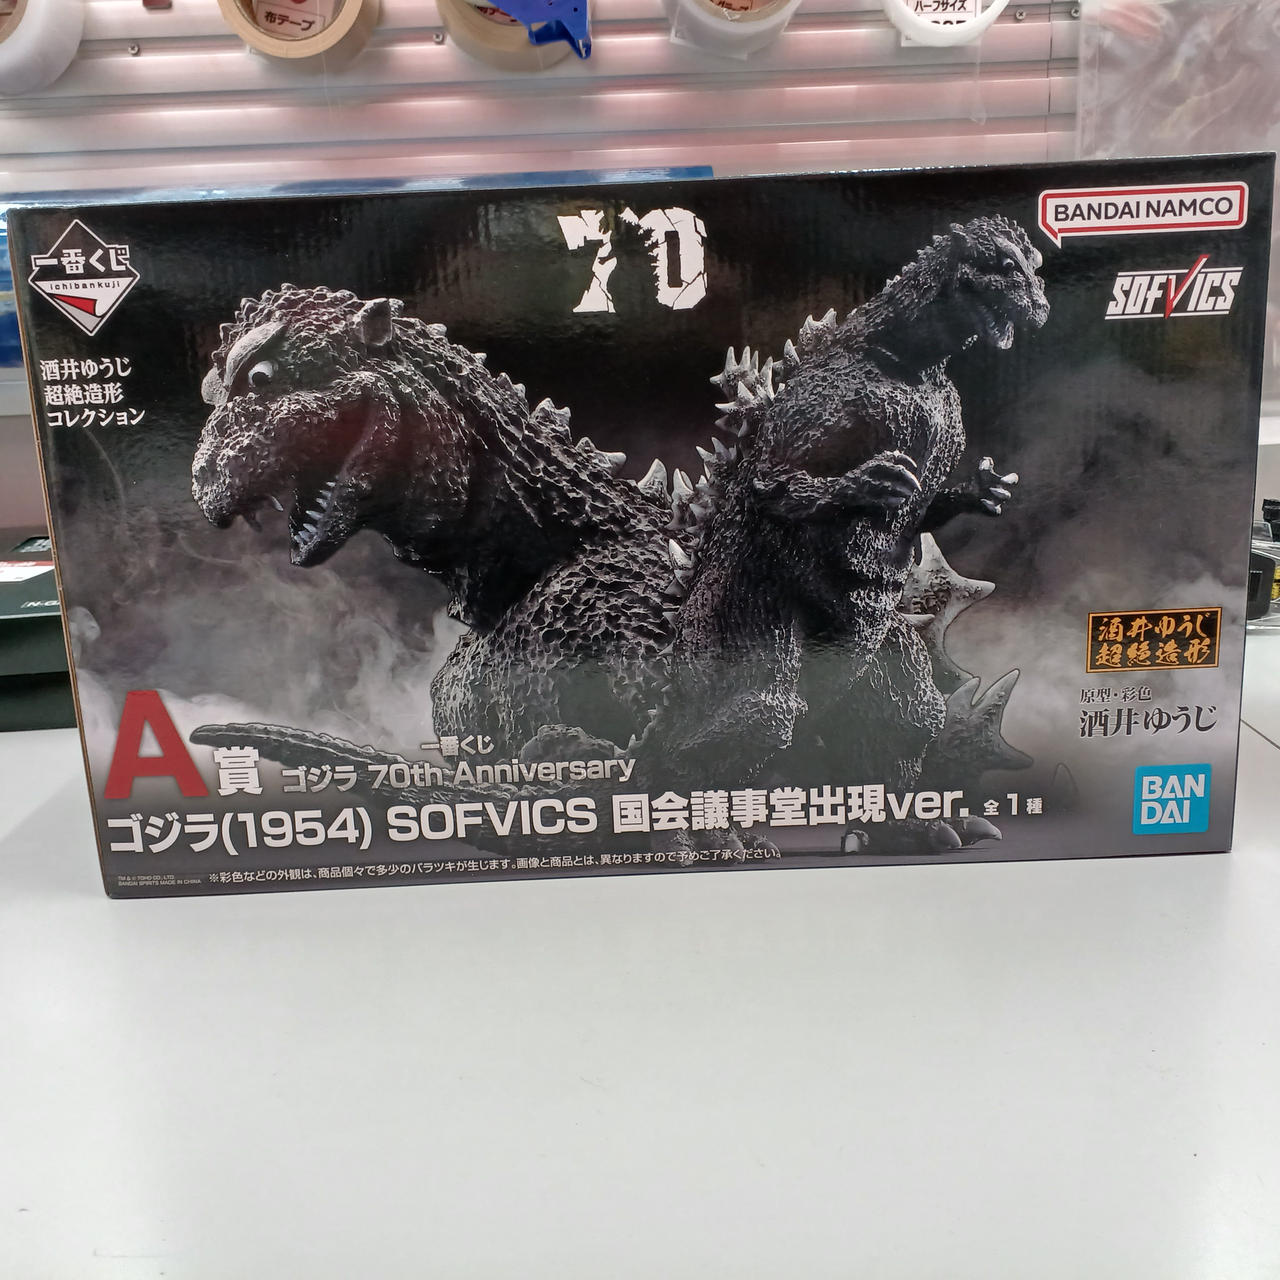 布テープ
ハーフサイズ
一番くじ
ichibankuji
酒井ゆうじ
超絶造形
コレクション
70
BANDAI NAMCO
SOFVICS
酒井ゆうじ
超絶造形
原型・彩色
酒井ゆうじ
BAN
DAI
A賞
一番くじ
ゴジラ 70th Anniversary
ゴジラ(1954) SOFVICS 国会議事堂出現ver. 全1種
TM & © TOHO CO., LTD.
BANDAI SPIRITS MADE IN CHINA
※彩色などの外観は、商品個々で多少のバラツキが生じます。画像と商品とは、異なりますので予めご了承ください。